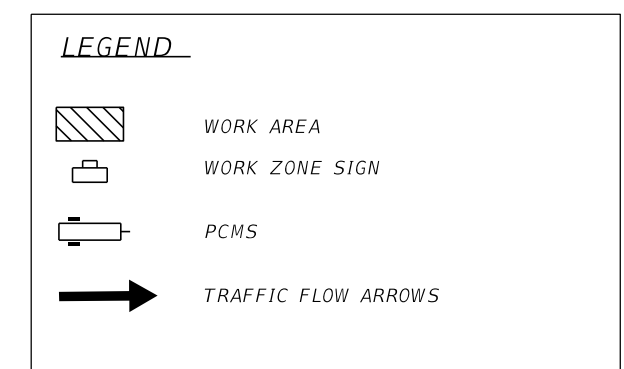 LEGEND
WORK AREA
WORK ZONE SIGN
PCMS
TRAFFIC FLOW ARROWS